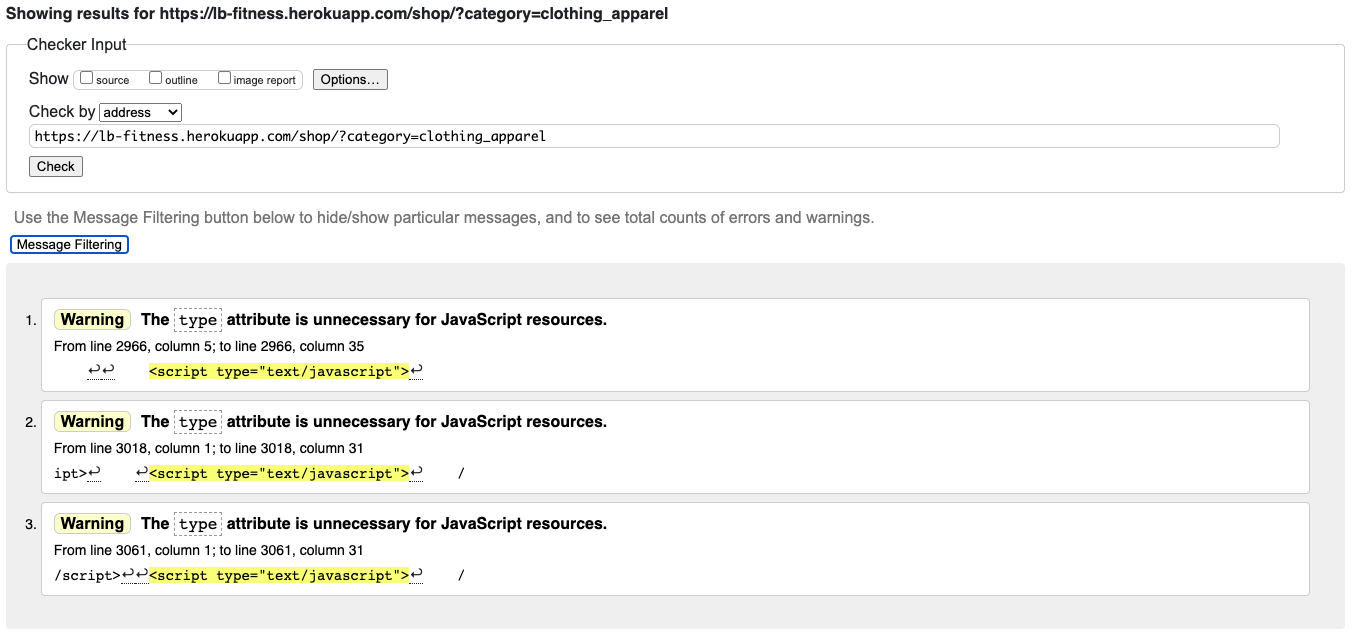 Showing results for https://lb-fitness.herokuapp.com/shop/?category=clothing_apparel
Checker Input
Show source outline image report Options...
Check by address
https://lb-fitness.herokuapp.com/shop/?category=clothing_apparel
Check
Use the Message Filtering button below to hide/show particular messages, and to see total counts of errors and warnings.
Message Filtering
1. Warning The type attribute is unnecessary for JavaScript resources.
From line 2966, column 5; to line 2966, column 35
↩↩ <script type="text/javascript">↩
2. Warning The type attribute is unnecessary for JavaScript resources.
From line 3018, column 1; to line 3018, column 31
ipt>↩ ↩<script type="text/javascript">↩ /
3. Warning The type attribute is unnecessary for JavaScript resources.
From line 3061, column 1; to line 3061, column 31
/script>↩↩<script type="text/javascript">↩ /